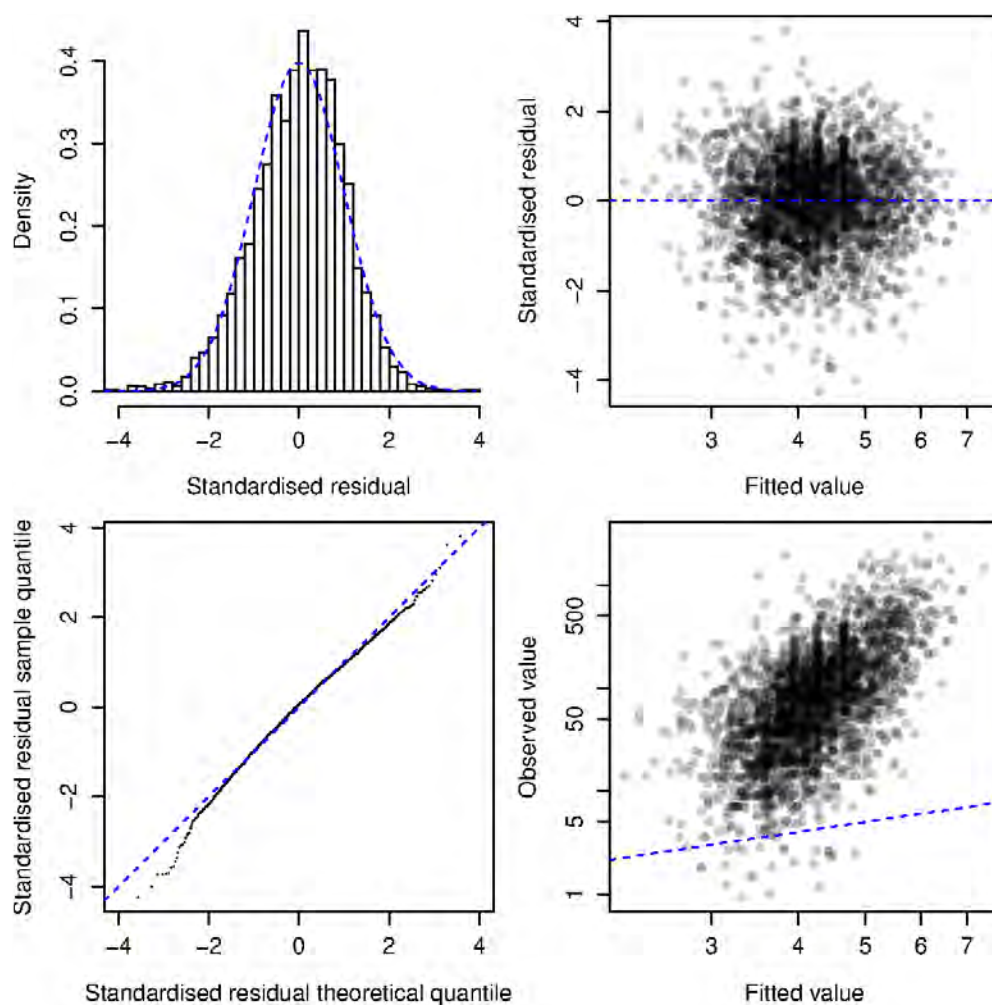 0.0 0.1 0.2 0.3 0.4
Density
−4 −2 0 2 4
Standardised residual
−4 −2 0 2 4
Standardised residual
3 4 5 6 7
Fitted value
−4 −2 0 2 4
Standardised residual sample quantile
−4 −2 0 2 4
Standardised residual theoretical quantile
1 5 50 500
Observed value
3 4 5 6 7
Fitted value